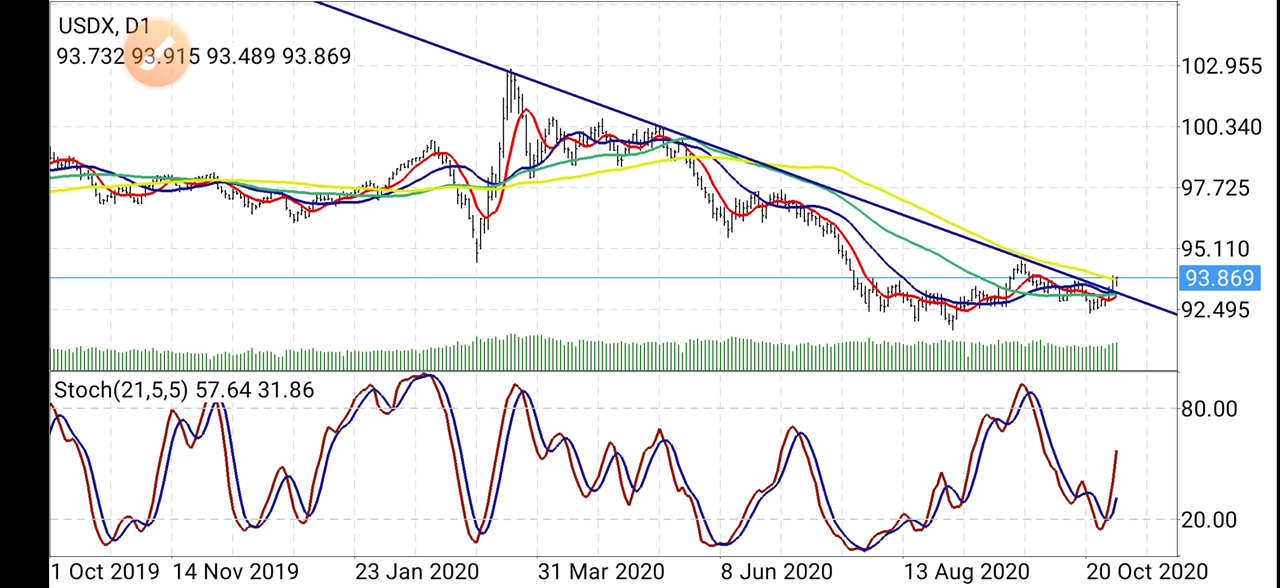 USDX, D1
93.732 93.915 93.489 93.869
102.955
100.340
97.725
95.110
93.869
92.495
Stoch(21,5,5) 57.64 31.86
80.00
20.00
1 Oct 2019 14 Nov 2019 23 Jan 2020 31 Mar 2020 8 Jun 2020 13 Aug 2020 20 Oct 2020